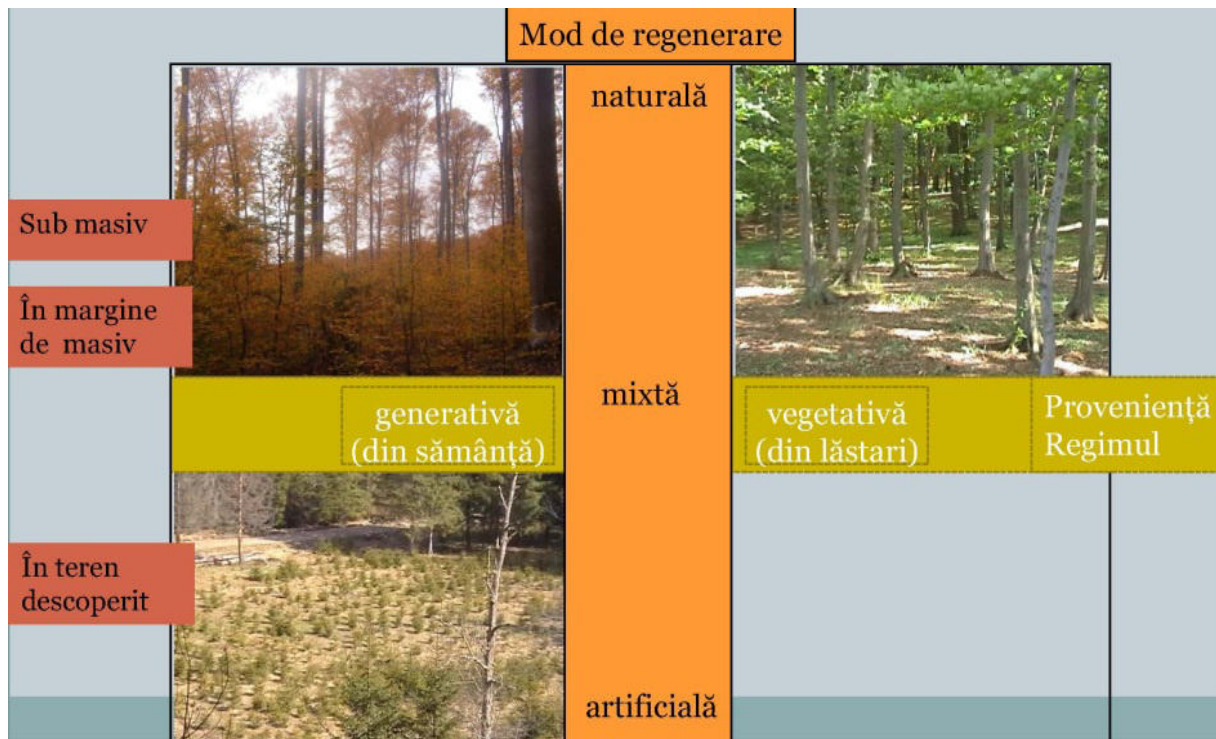 Mod de regenerare
naturală
Sub masiv
În margine
de masiv
mixtă
generativă
(din sămânță)
vegetativă
(din lăstari)
Proveniență
Regimul
În teren
descoperit
artificială